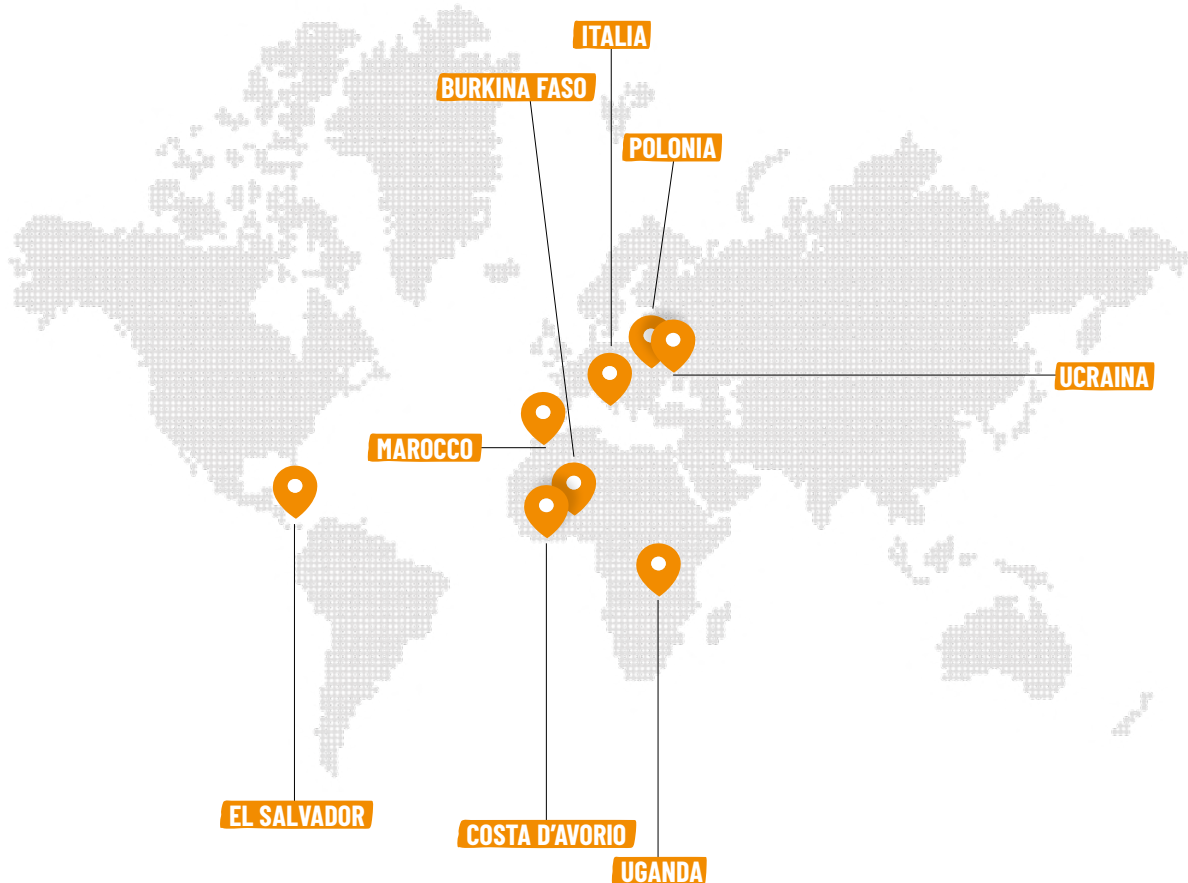 ITALIA
BURKINA FASO
POLONIA
UCRAINA
MAROCCO
EL SALVADOR
COSTA D'AVORIO
UGANDA